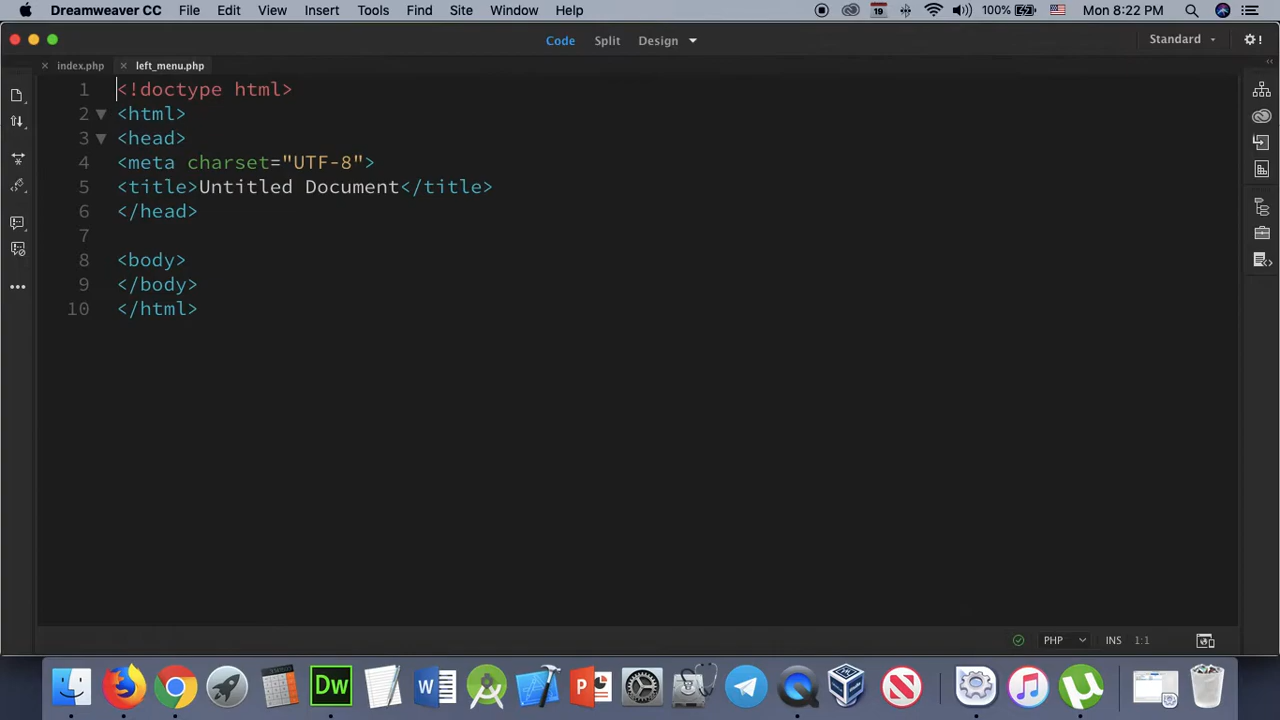 Dreamweaver CC File Edit View Insert Tools Find Site Window Help 19 100% Mon 8:22 PM
Code Split Design Standard
index.php left_menu.php
1 <!doctype html>
2 <html>
3 <head>
4 <meta charset="UTF-8">
5 <title>Untitled Document</title>
6 </head>
7
8 <body>
9 </body>
10 </html>
PHP INS 1:1
Dw W P N